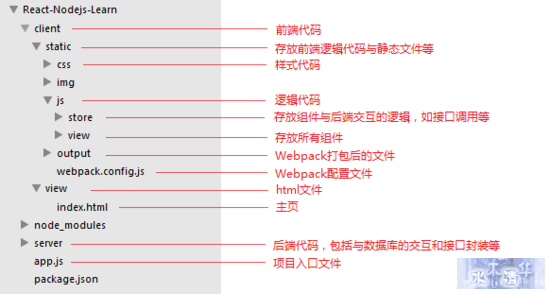 React-Nodejs-Learn
client 前端代码
static 存放前端逻辑代码与静态文件等
css 样式代码
img
js 逻辑代码
store 存放组件与后端交互的逻辑，如接口调用等
view 存放所有组件
output Webpack打包后的文件
webpack.config.js Webpack配置文件
view html文件
index.html 主页
node_modules
server 后端代码，包括与数据库的交互和接口封装等
app.js 项目入口文件
package.json